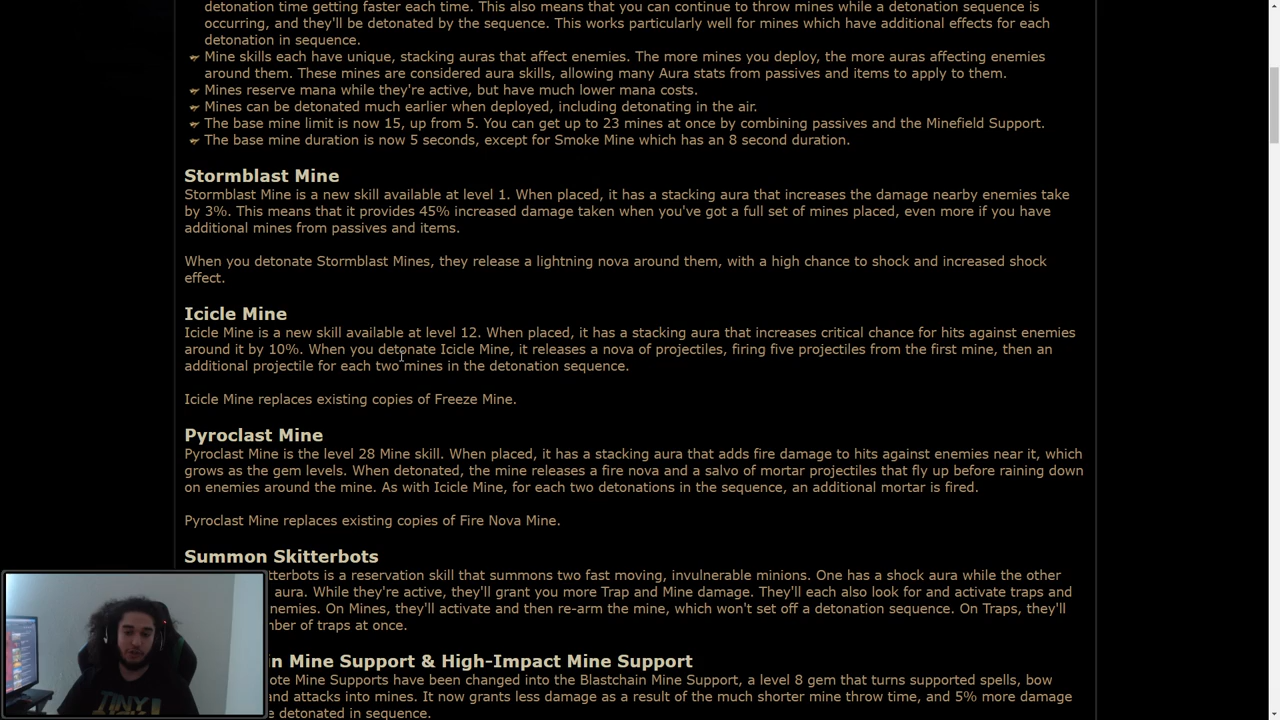 detonation time getting faster each time. This also means that you can continue to throw mines while a detonation sequence is
occurring, and they'll be detonated by the sequence. This works particularly well for mines which have additional effects for each
detonation in sequence.
Mine skills each have unique, stacking auras that affect enemies. The more mines you deploy, the more auras affecting enemies
around them. These mines are considered aura skills, allowing many Aura stats from passives and items to apply to them.
Mines reserve mana while they're active, but have much lower mana costs.
Mines can be detonated much earlier when deployed, including detonating in the air.
The base mine limit is now 15, up from 5. You can get up to 23 mines at once by combining passives and the Minefield Support.
The base mine duration is now 5 seconds, except for Smoke Mine which has an 8 second duration.
Stormblast Mine
Stormblast Mine is a new skill available at level 1. When placed, it has a stacking aura that increases the damage nearby enemies take
by 3%. This means that it provides 45% increased damage taken when you've got a full set of mines placed, even more if you have
additional mines from passives and items.
When you detonate Stormblast Mines, they release a lightning nova around them, with a high chance to shock and increased shock
effect.
Icicle Mine
Icicle Mine is a new skill available at level 12. When placed, it has a stacking aura that increases critical chance for hits against enemies
around it by 10%. When you detonate Icicle Mine, it releases a nova of projectiles, firing five projectiles from the first mine, then an
additional projectile for each two mines in the detonation sequence.
Icicle Mine replaces existing copies of Freeze Mine.
Pyroclast Mine
Pyroclast Mine is the level 28 Mine skill. When placed, it has a stacking aura that adds fire damage to hits against enemies near it, which
grows as the gem levels. When detonated, the mine releases a fire nova and a salvo of mortar projectiles that fly up before raining down
on enemies around the mine. As with Icicle Mine, for each two detonations in the sequence, an additional mortar is fired.
Pyroclast Mine replaces existing copies of Fire Nova Mine.
Summon Skitterbots
tterbots is a reservation skill that summons two fast moving, invulnerable minions. One has a shock aura while the other
aura. While they're active, they'll grant you more Trap and Mine damage. They'll each also look for and activate traps and
nemies. On Mines, they'll activate and then re-arm the mine, which won't set off a detonation sequence. On Traps, they'll
mber of traps at once.
in Mine Support & High-Impact Mine Support
ote Mine Supports have been changed into the Blastchain Mine Support, a level 8 gem that turns supported spells, bow
and attacks into mines. It now grants less damage as a result of the much shorter mine throw time, and 5% more damage
e detonated in sequence.